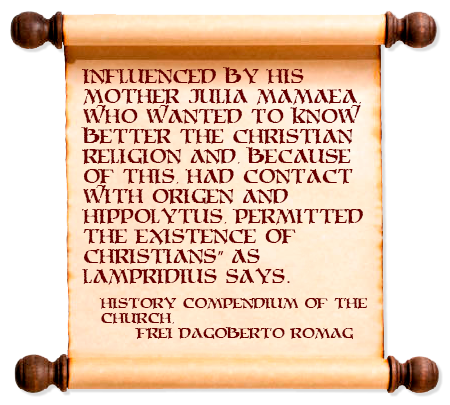 INFLUENCED BY HIS
MOTHER JULIA MAMAEA,
WHO WANTED TO KNOW
BETTER THE CHRISTIAN
RELIGION AND, BECAUSE
OF THIS, HAD CONTACT
WITH ORIGEN AND
HIPPOLYTUS, PERMITTED
THE EXISTENCE OF
CHRISTIANS" AS
LAMPRIDIUS SAYS.
HISTORY COMPENDIUM OF THE
CHURCH,
FREI DAGOBERTO ROMAG